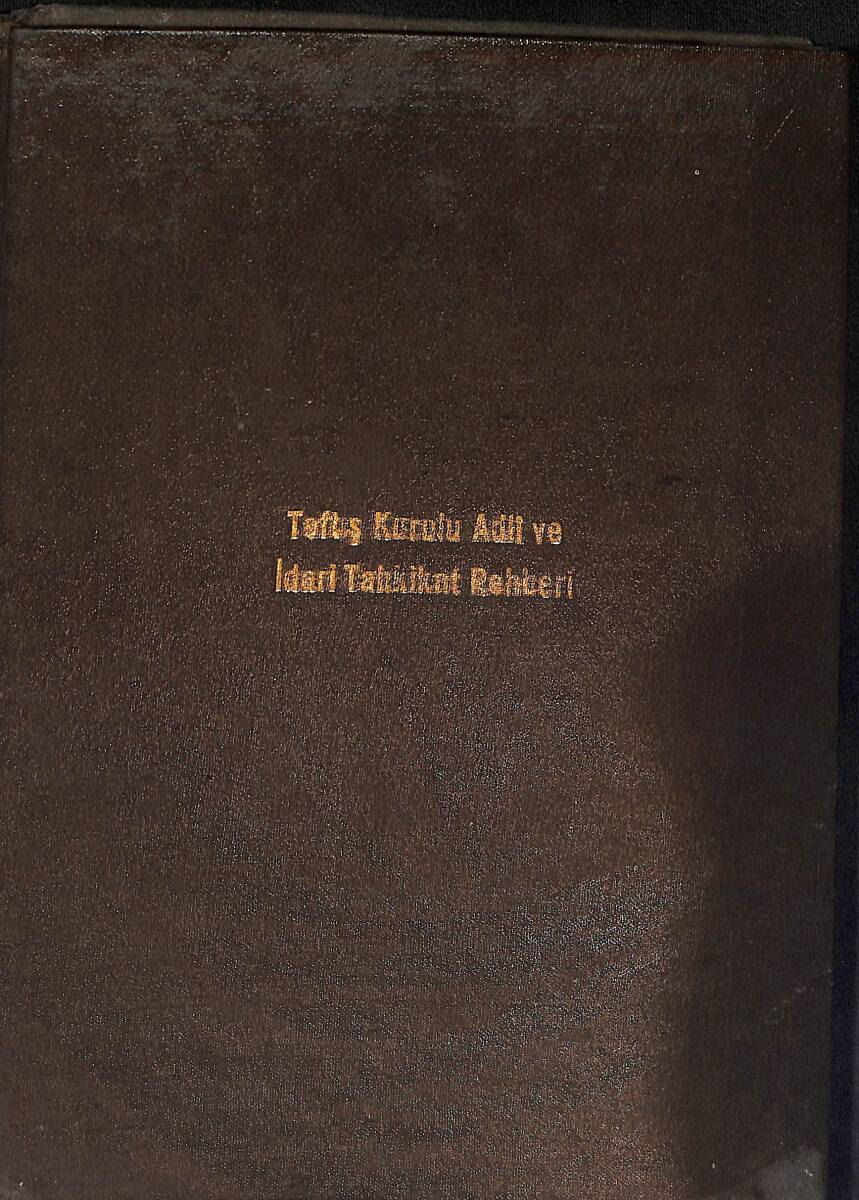 Teftiş Kurulu Adli ve
İdari Tahkikat Rehberi